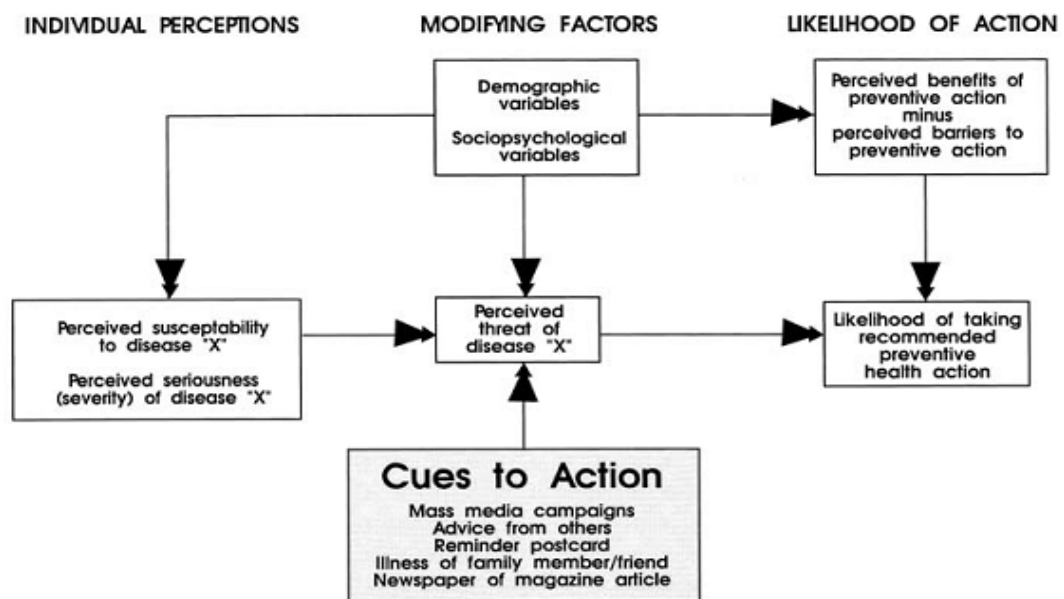 INDIVIDUAL PERCEPTIONS
MODIFYING FACTORS
LIKELIHOOD OF ACTION
Demographic
variables
Sociopsychological
variables
Perceived benefits of
preventive action
minus
perceived barriers to
preventive action
Perceived susceptability
to disease "X"
Perceived seriousness
(severity) of disease "X"
Perceived
threat of
disease "X"
Likelihood of taking
recommended
preventive
health action
Cues to Action
Mass media campaigns
Advice from others
Reminder postcard
Illness of family member/friend
Newspaper of magazine article